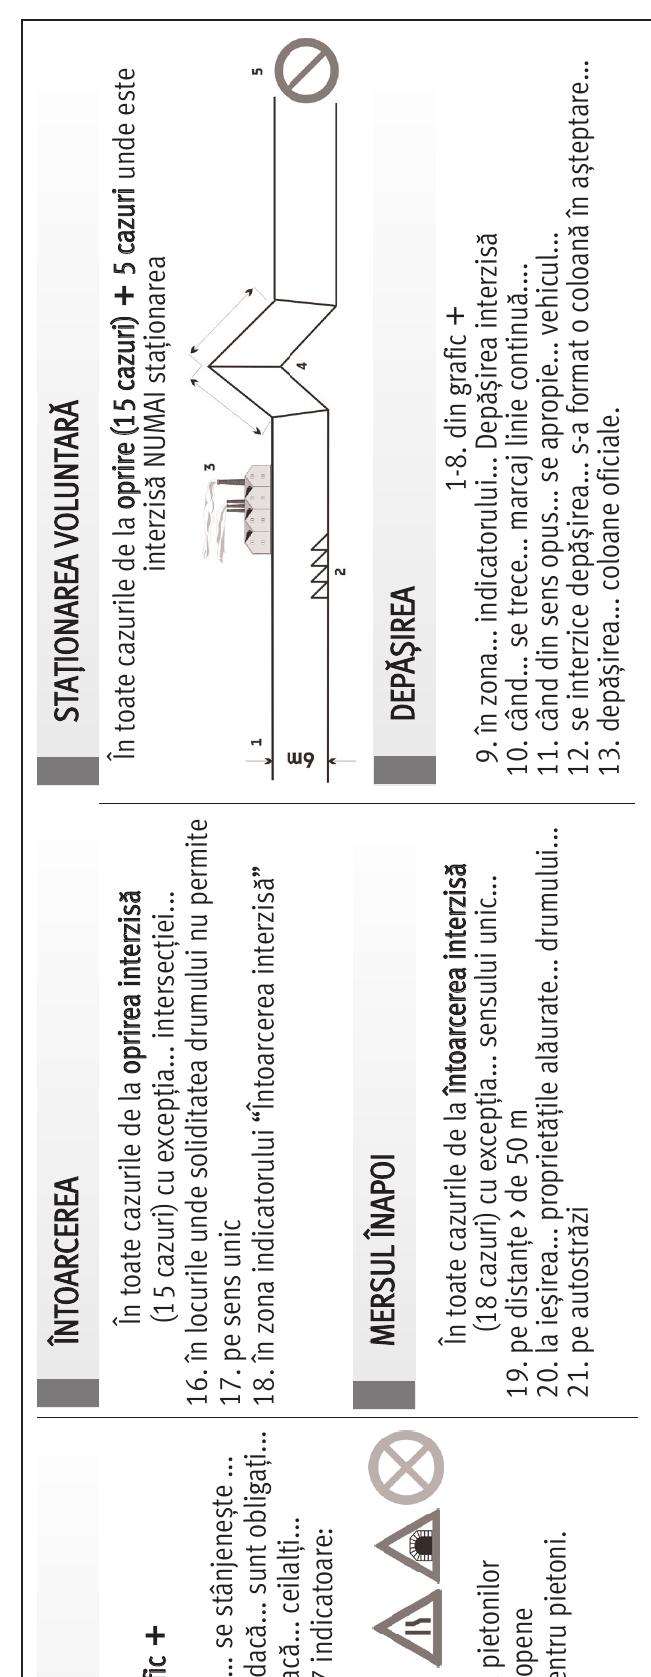 fic +
... se stânjenește ...
dacă... sunt obligați...
acă... ceilalți...
7 indicatoare:
pietonilor
opene
entru pietoni.
ÎNTOARCEREA
În toate cazurile de la oprirea interzisă
(15 cazuri) cu excepția... intersecției...
16. în locurile unde soliditatea drumului nu permite
17. pe sens unic
18. în zona indicatorului “Întoarcerea interzisă”
MERSUL ÎNAPOI
În toate cazurile de la întoarcerea interzisă
(18 cazuri) cu excepția... sensului unic...
19. pe distanțe > de 50 m
20. la ieșirea... proprietățile alăurate... drumului...
21. pe autostrăzi
STAȚIONAREA VOLUNTARĂ
În toate cazurile de la oprire (15 cazuri) + 5 cazuri unde este
interzisă NUMAI staționarea
1
6m
2
3
4
5
DEPĂȘIREA
1-8. din grafic +
9. în zona... indicatorului... Depășirea interzisă
10. când... se trece... marcaj linie continuă....
11. când din sens opus... se apropie... vehicul...
12. se interzice depășirea... s-a format o coloană în așteptare...
13. depășirea... coloane oficiale.